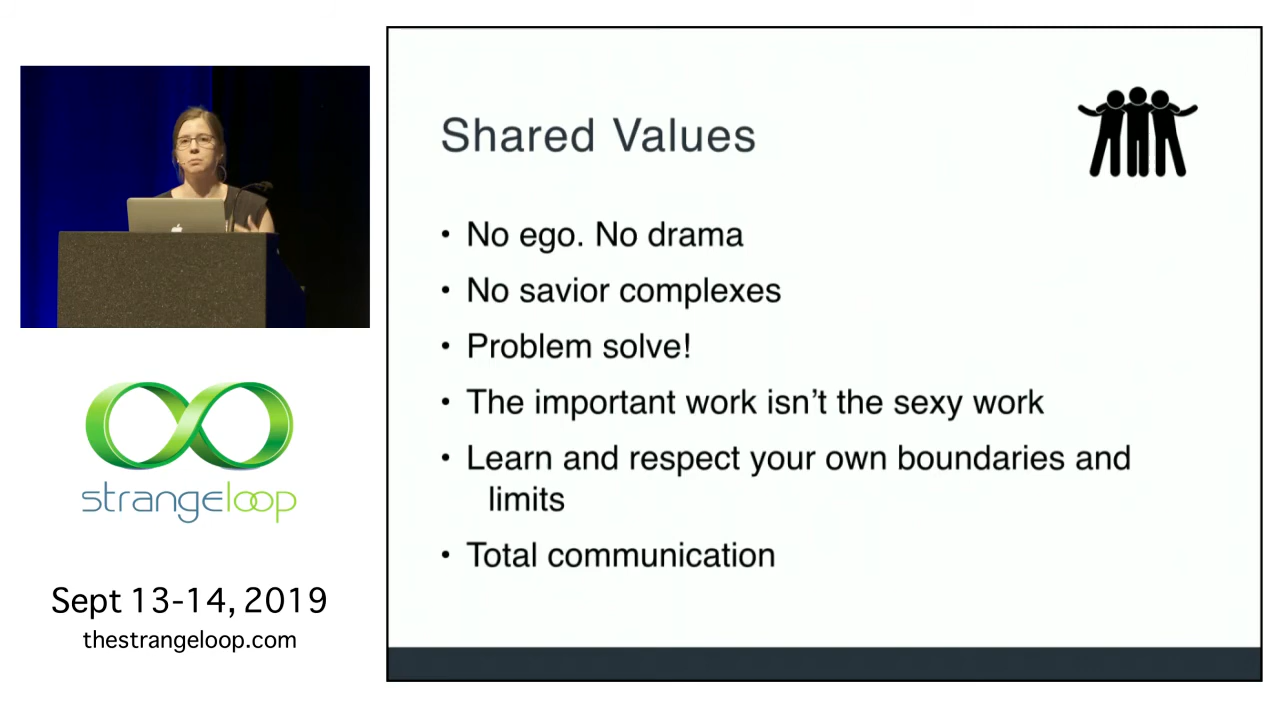 Shared Values
• No ego. No drama
• No savior complexes
• Problem solve!
• The important work isn't the sexy work
• Learn and respect your own boundaries and
limits
• Total communication
strangeloop
Sept 13-14, 2019
thestrangeloop.com